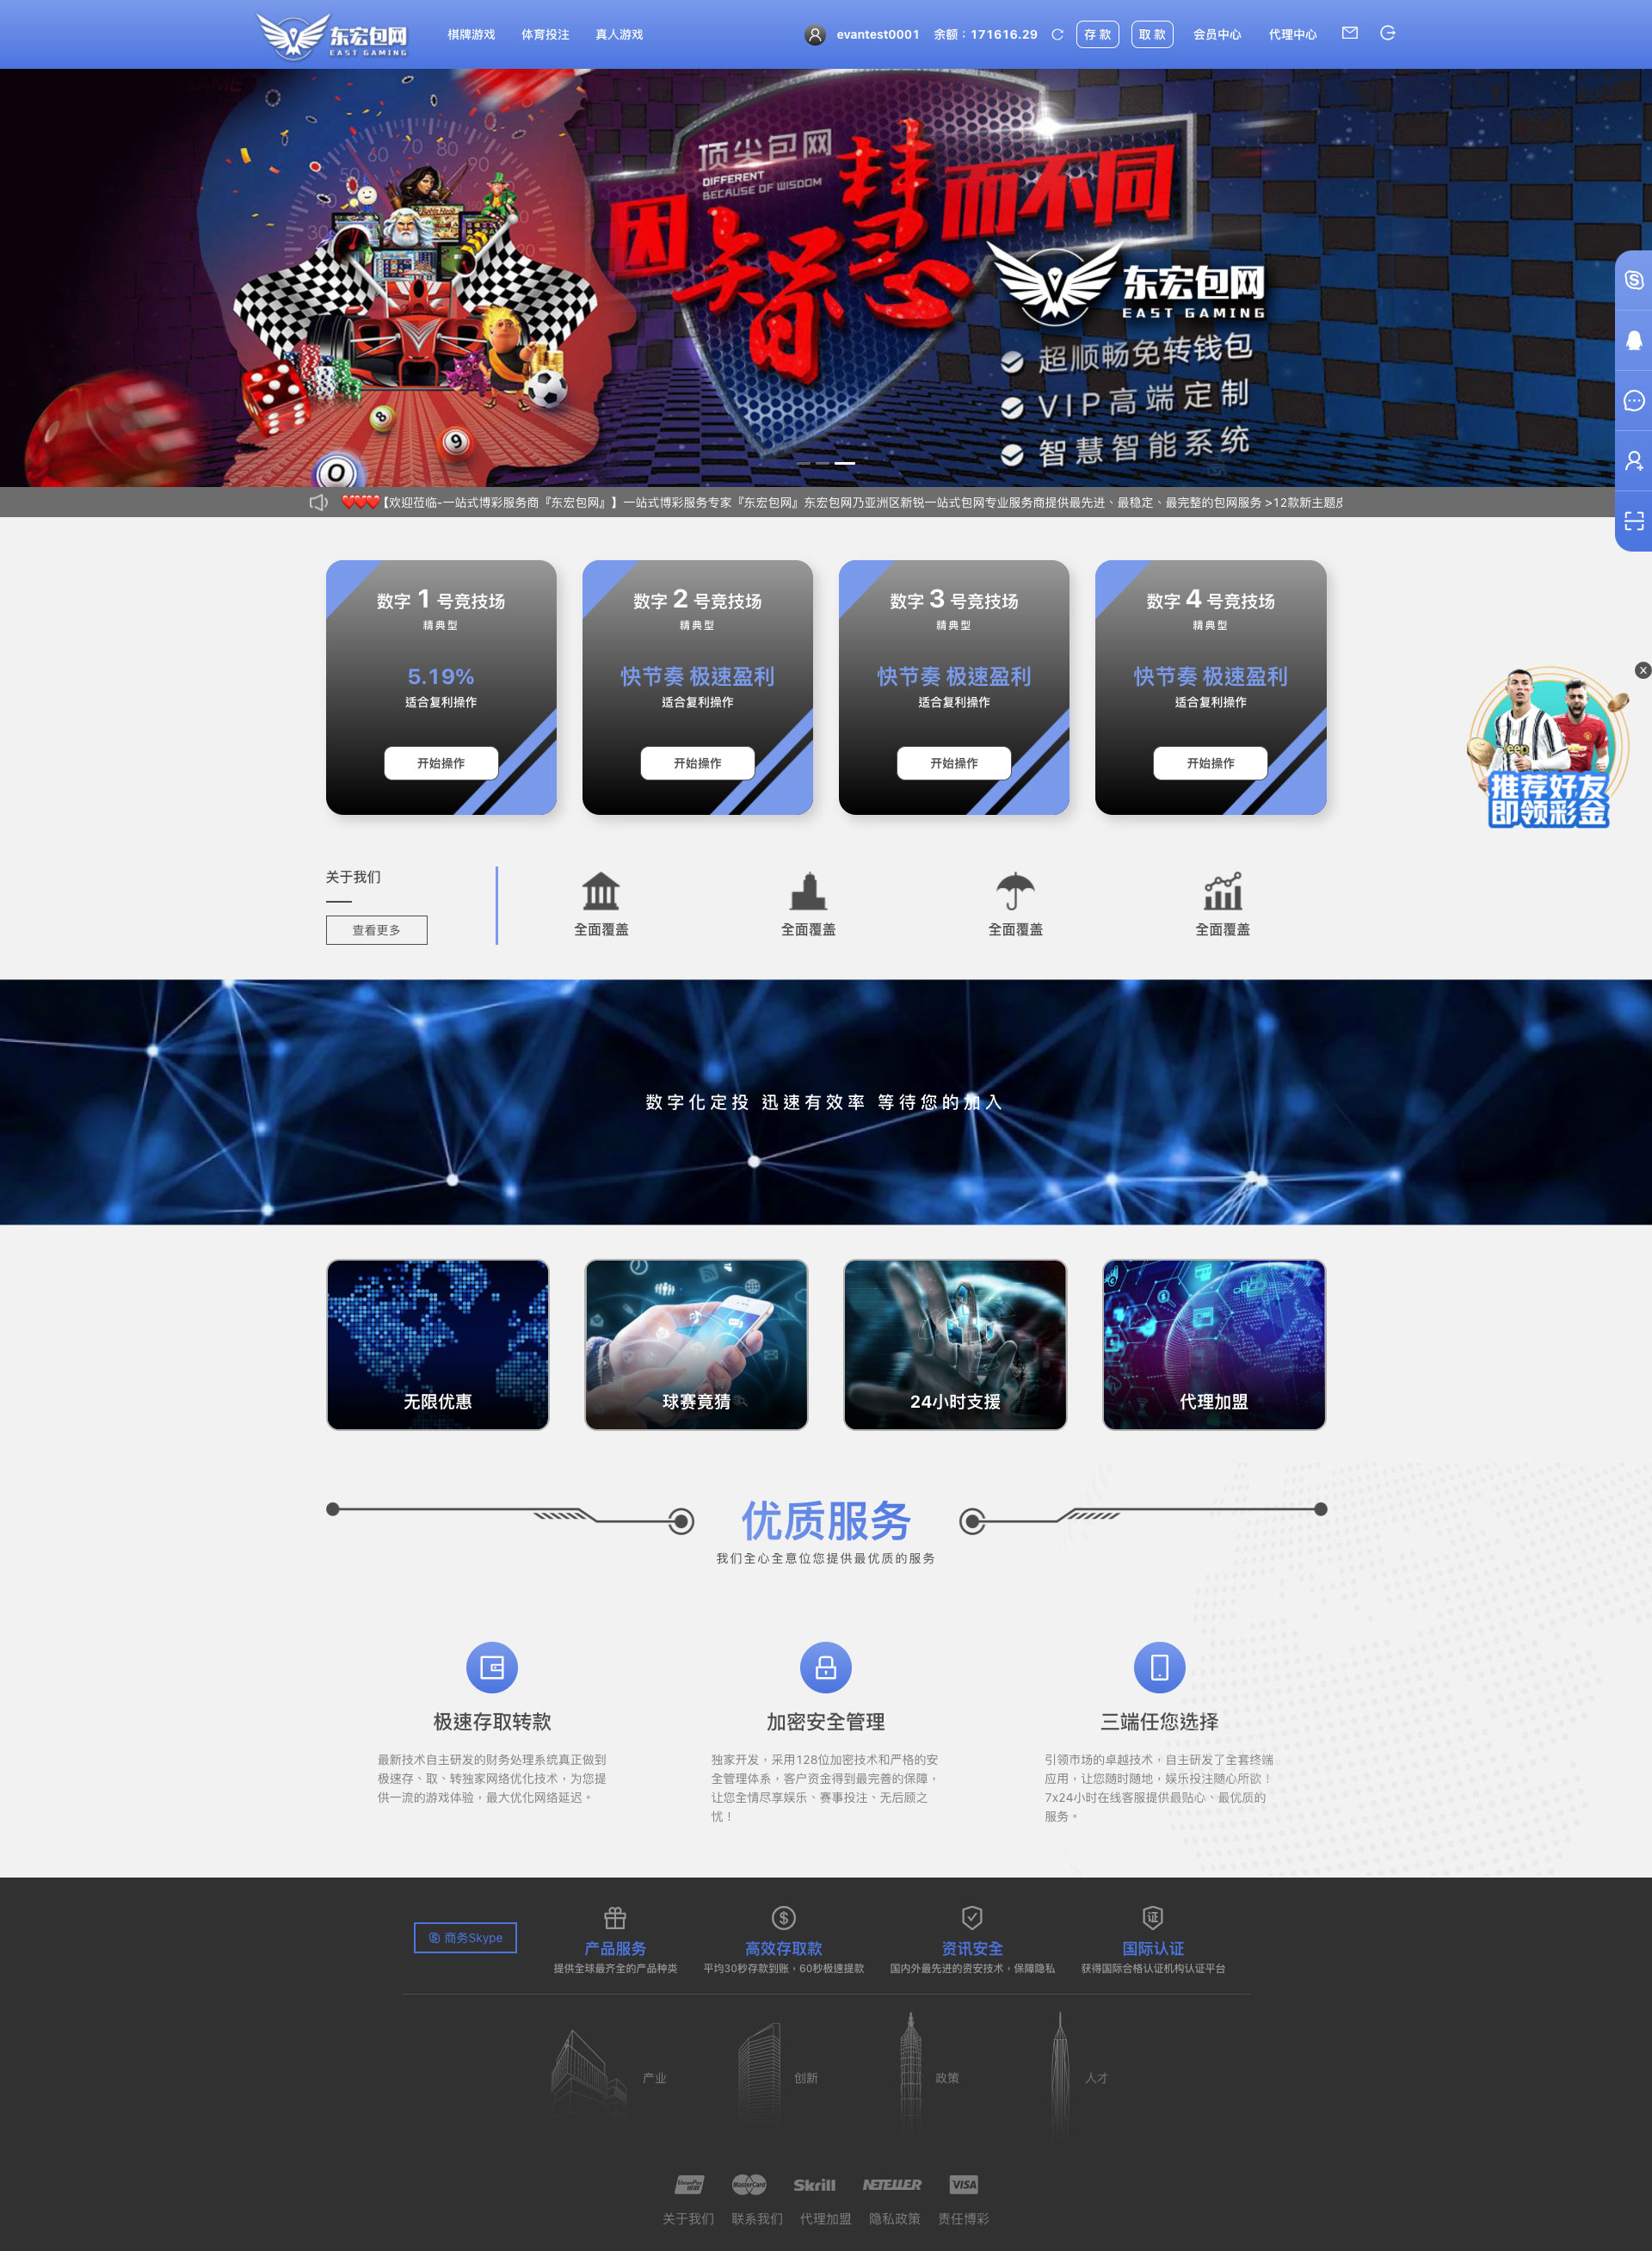 东宏包网
EAST GAMING
棋牌游戏 体育投注 真人游戏
evantest0001 余额：171616.29 存款 取款 会员中心 代理中心
顶尖包网
DIFFERENT
BECAUSE OF WISDOM
因智慧而不同
东宏包网
EAST GAMING
超顺畅免转钱包
VIP高端定制
智慧智能系统
【欢迎莅临-一站式博彩服务商『东宏包网』】一站式博彩服务专家『东宏包网』东宏包网乃亚洲区新锐一站式包网专业服务商提供最先进、最稳定、最完整的包网服务 >12款新主题皮
数字 1 号竞技场
精典型
5.19%
适合复利操作
开始操作
数字 2 号竞技场
精典型
快节奏 极速盈利
适合复利操作
开始操作
数字 3 号竞技场
精典型
快节奏 极速盈利
适合复利操作
开始操作
数字 4 号竞技场
精典型
快节奏 极速盈利
适合复利操作
开始操作
Jeep
推荐好友
即领彩金
关于我们
查看更多
全面覆盖 全面覆盖 全面覆盖 全面覆盖
数字化定投 迅速有效率 等待您的加入
无限优惠 球赛竟猜 24小时支援 代理加盟
优质服务
我们全心全意位您提供最优质的服务
极速存取转款
最新技术自主研发的财务处理系统真正做到
极速存、取、转独家网络优化技术，为您提
供一流的游戏体验，最大优化网络延迟。
加密安全管理
独家开发，采用128位加密技术和严格的安
全管理体系，客户资金得到最完善的保障，
让您全情尽享娱乐、赛事投注、无后顾之
忧！
三端任您选择
引领市场的卓越技术，自主研发了全套终端
应用，让您随时随地，娱乐投注随心所欲！
7x24小时在线客服提供最贴心、最优质的
服务。
商务Skype
产品服务
提供全球最齐全的产品种类
高效存取款
平均30秒存款到账，60秒极速提款
资讯安全
国内外最先进的资安技术，保障隐私
证
国际认证
获得国际合格认证机构认证平台
产业 创新 政策 人才
UnionPay 银联 MasterCard Skrill NETELLER VISA
关于我们 联系我们 代理加盟 隐私政策 责任博彩